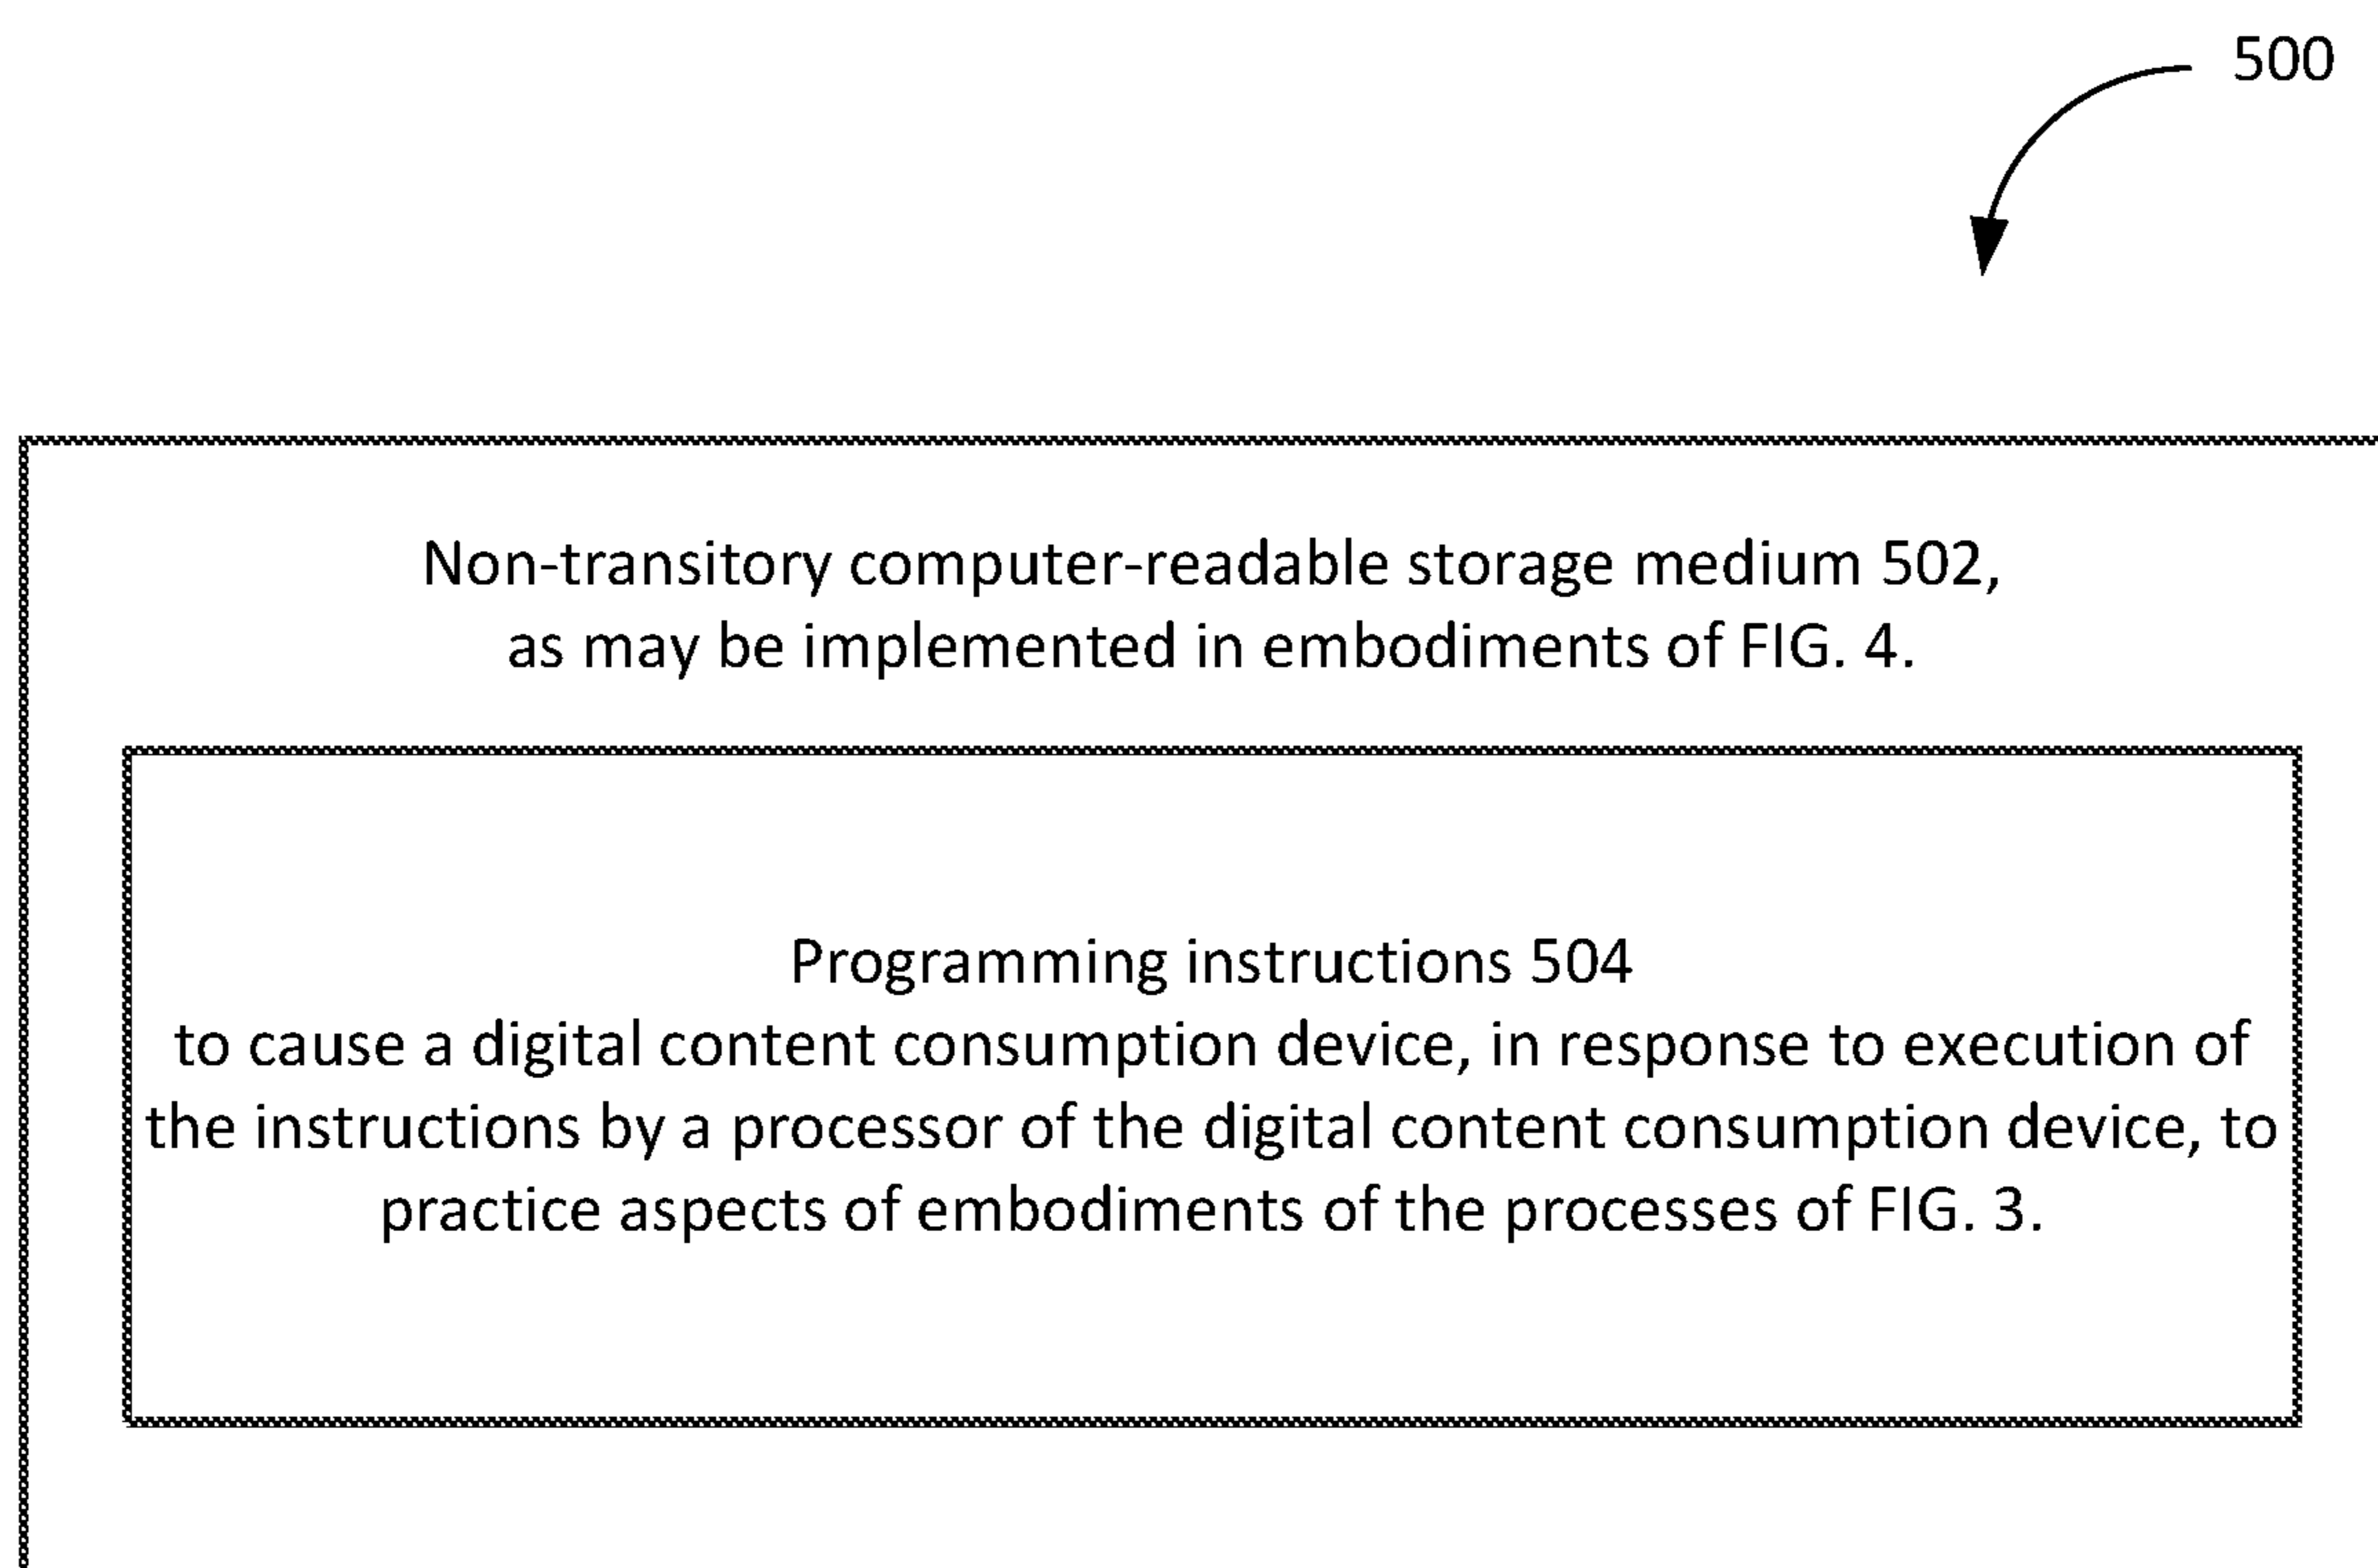 500
Non-transitory computer-readable storage medium 502,
as may be implemented in embodiments of FIG. 4.
Programming instructions 504
to cause a digital content consumption device, in response to execution of
the instructions by a processor of the digital content consumption device, to
practice aspects of embodiments of the processes of FIG. 3.